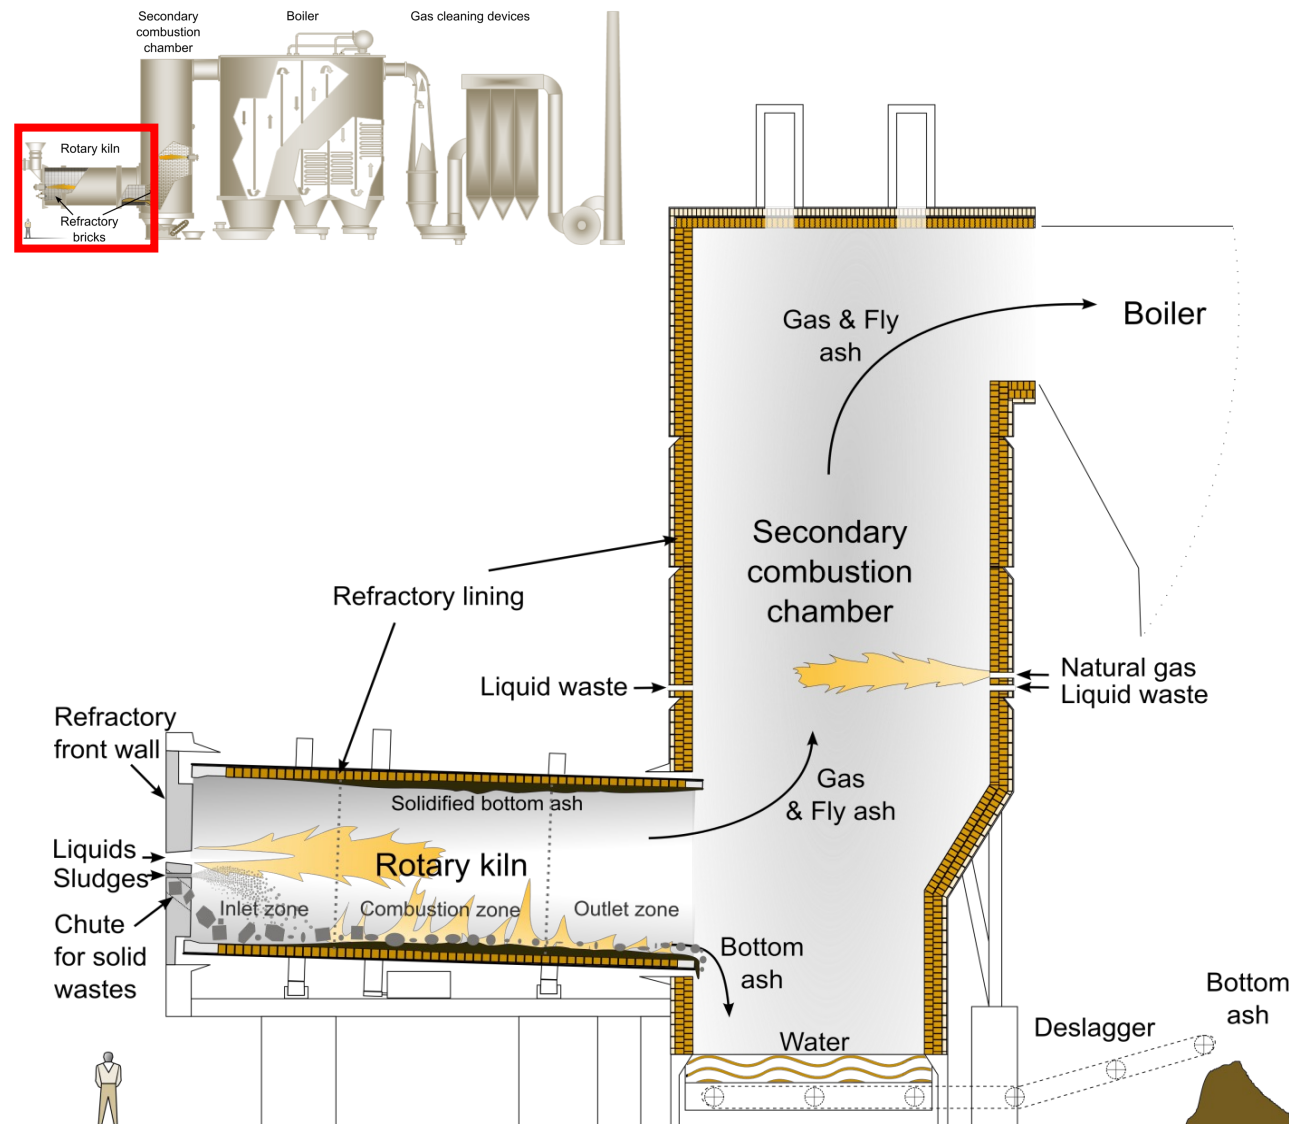 Secondary
combustion
chamber
Boiler
Gas cleaning devices
Rotary kiln
Refractory
bricks
Gas & Fly
ash
Boiler
Secondary
combustion
chamber
Refractory lining
Liquid waste
Natural gas
Liquid waste
Refractory
front wall
Solidified bottom ash
Gas
& Fly ash
Liquids
Sludges
Rotary kiln
Chute
for solid
wastes
Inlet zone
Combustion zone
Outlet zone
Bottom
ash
Water
Deslagger
Bottom
ash